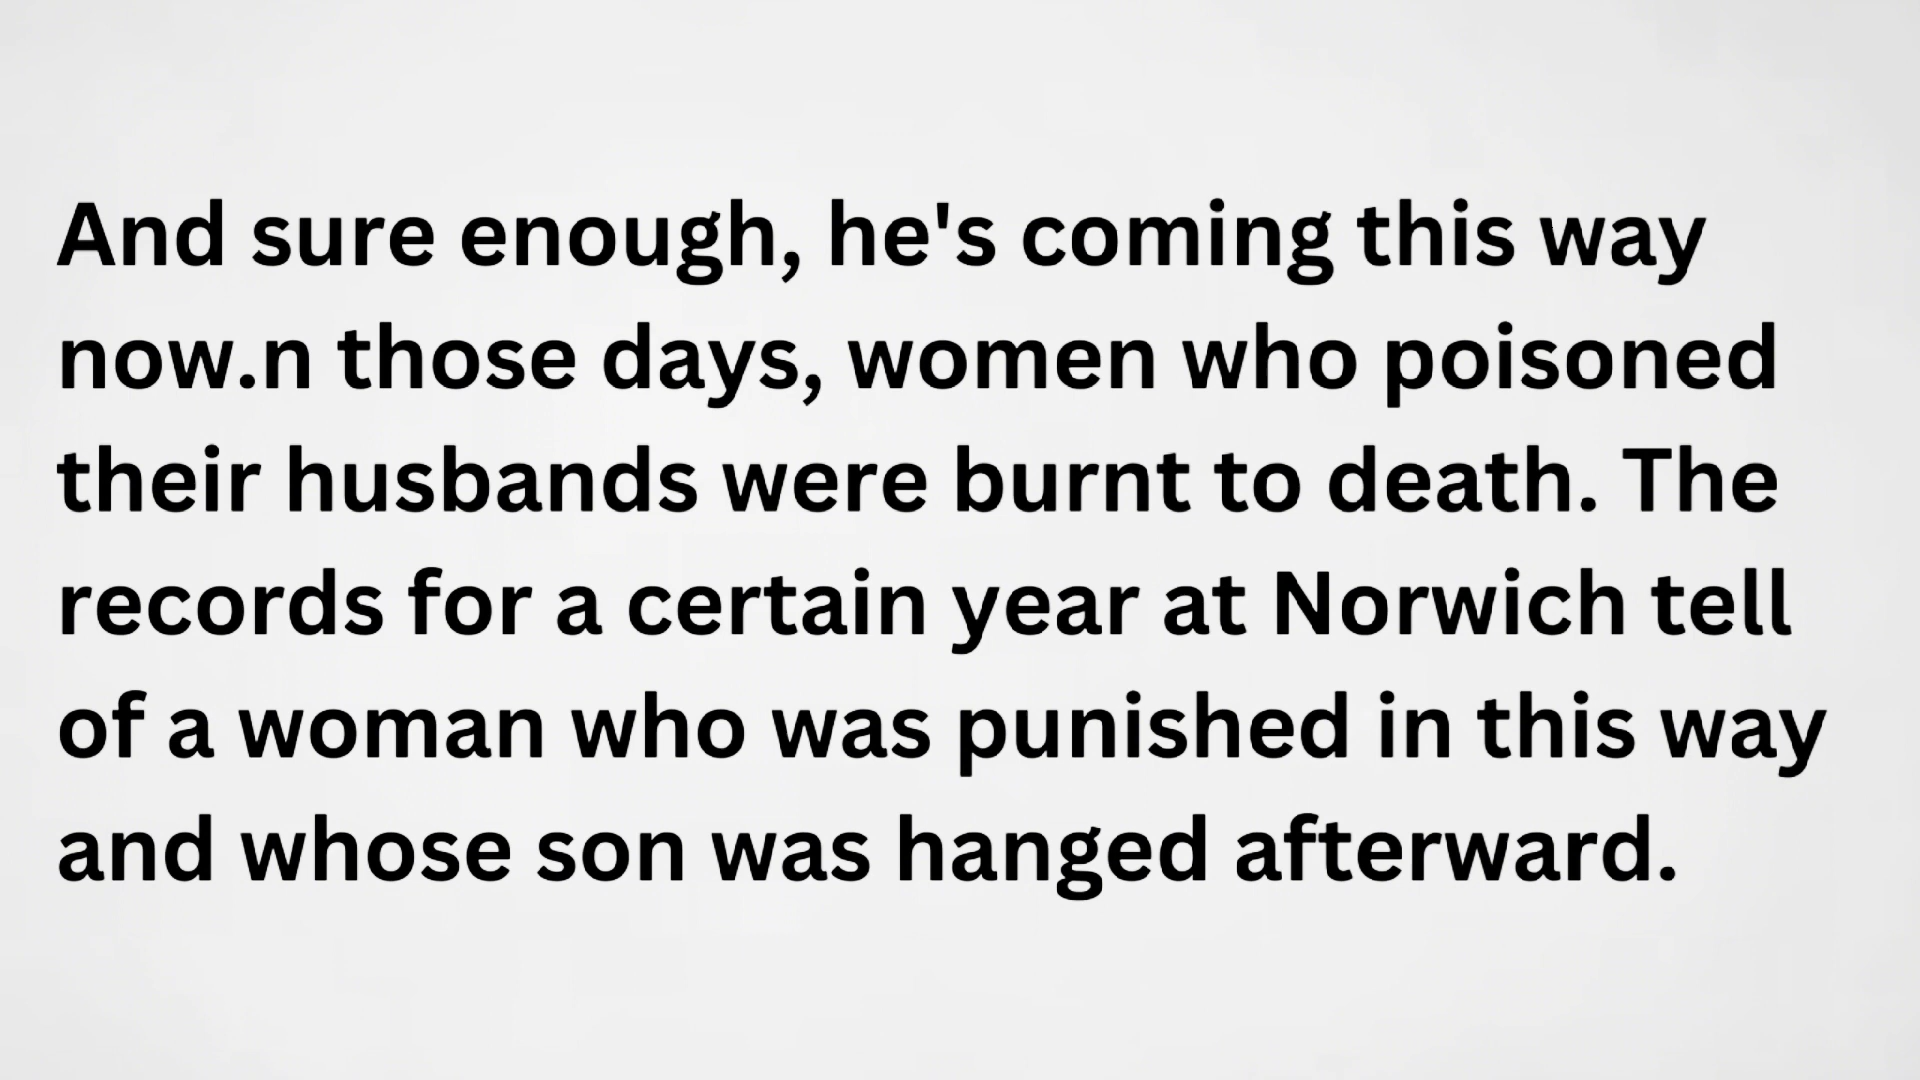 And sure enough, he's coming this way
now.n those days, women who poisoned
their husbands were burnt to death. The
records for a certain year at Norwich tell
of a woman who was punished in this way
and whose son was hanged afterward.